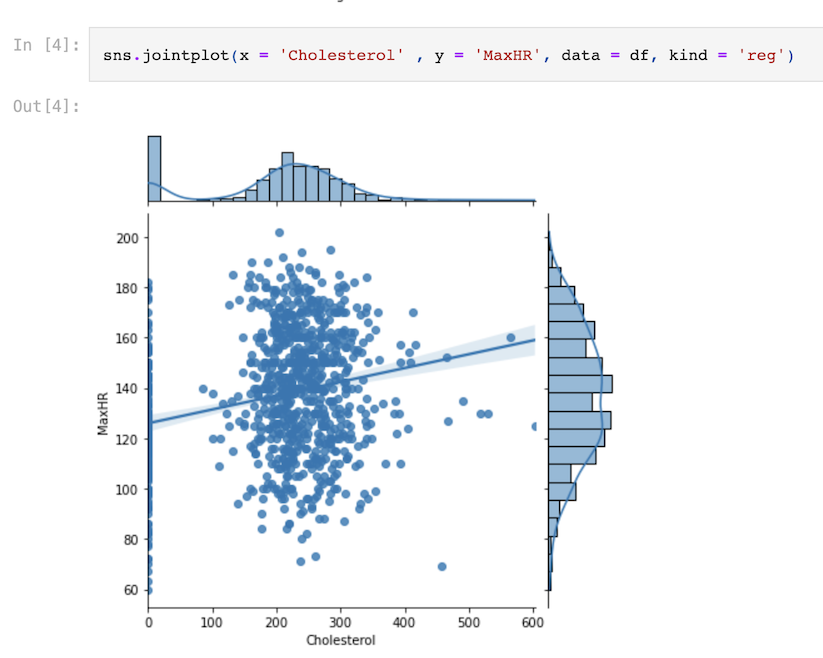 In [4]:
sns.jointplot(x = 'Cholesterol' , y = 'MaxHR', data = df, kind = 'reg')
Out[4]:
200
180
160
140
120
100
80
60
MaxHR
0 100 200 300 400 500 600
Cholesterol